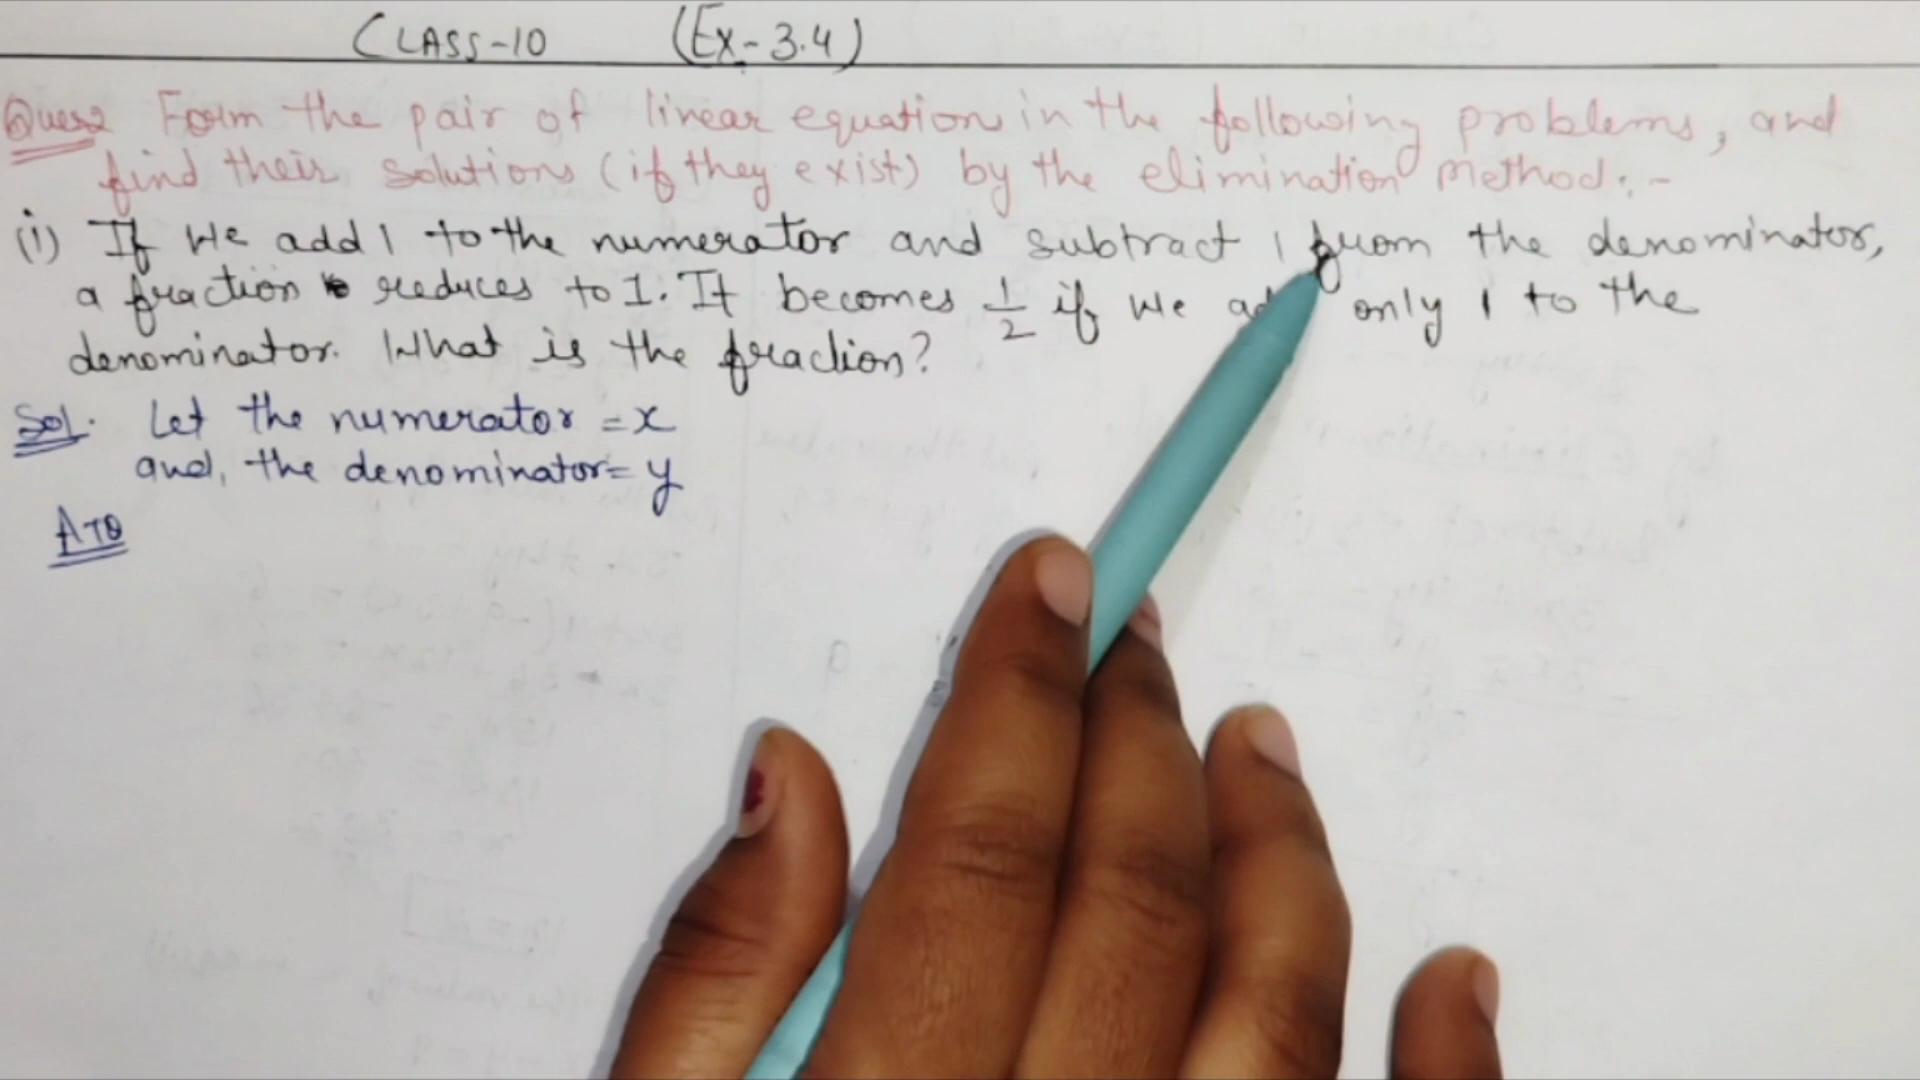 CLASS-10 (Ex-3.4)
Ques2 Form the pair of linear equation in the following problems, and
find their solutions (if they exist) by the elimination method:-
(i) If we add 1 to the numerator and subtract 1 from the denominator,
a fraction reduces to 1. It becomes 1/2 if we only 1 to the
denominator. What is the fraction?
Sol. Let the numerator = x
and, the denominator = y
ATQ